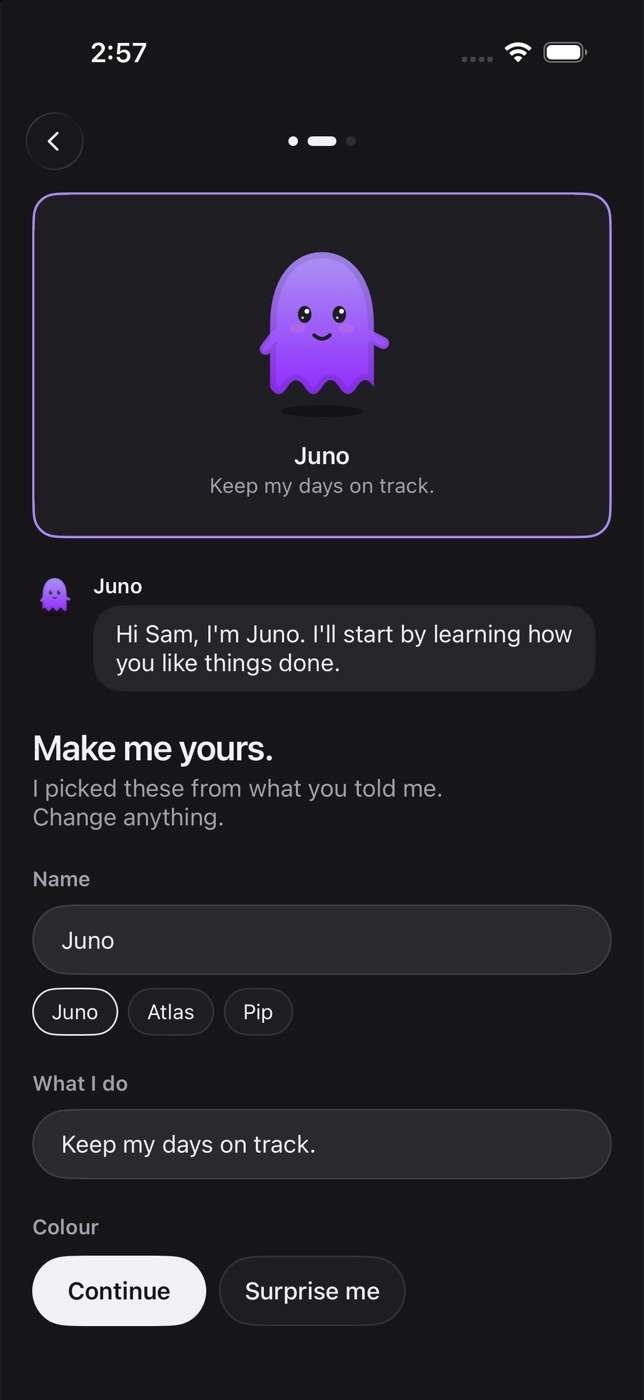 2:57
Juno
Keep my days on track.
Juno
Hi Sam, I'm Juno. I'll start by learning how
you like things done.
Make me yours.
I picked these from what you told me.
Change anything.
Name
Juno
Juno Atlas Pip
What I do
Keep my days on track.
Colour
Continue Surprise me